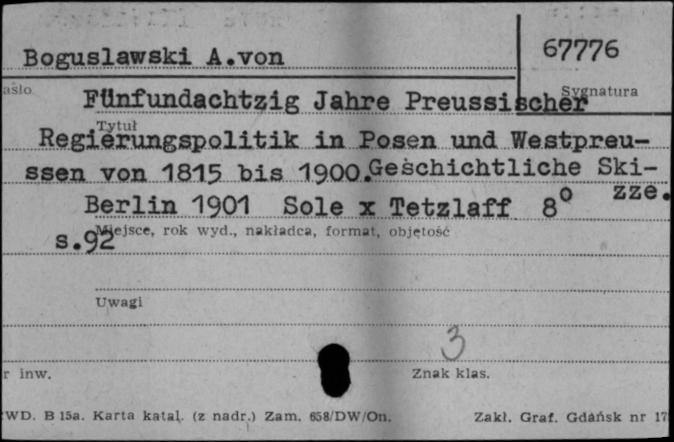 Boguslawski A.von
67776
asło
Sygnatura
Fünfundachtzig Jahre Preussischer
Tytuł
Regierungspolitik in Posen und Westpreu-
ssen von 1815 bis 1900.Geschichtliche Ski-
zze.
Berlin 1901 Sole x Tetzlaff 8⁰
s.92
Miejsce, rok wyd., nakładca, format, objętość
Uwagi
3
r inw.
Znak klas.
WD. B 15a. Karta katal. (z nadr.) Zam. 658/DW/On.
Zakł. Graf. Gdańsk nr 17